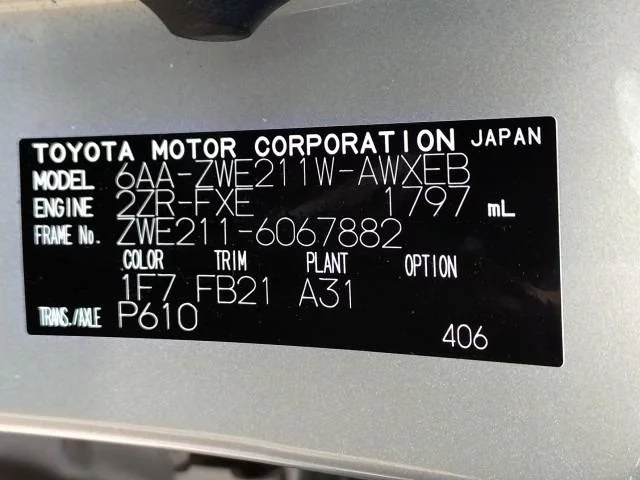 TOYOTA MOTOR CORPORATION JAPAN
MODEL 6AA-ZWE211W-AWXEB
ENGINE 2ZR-FXE 1797 mL
FRAME No. ZWE211-6067882
COLOR TRIM PLANT OPTION
1F7 FB21 A31
TRANS./AXLE P610
406